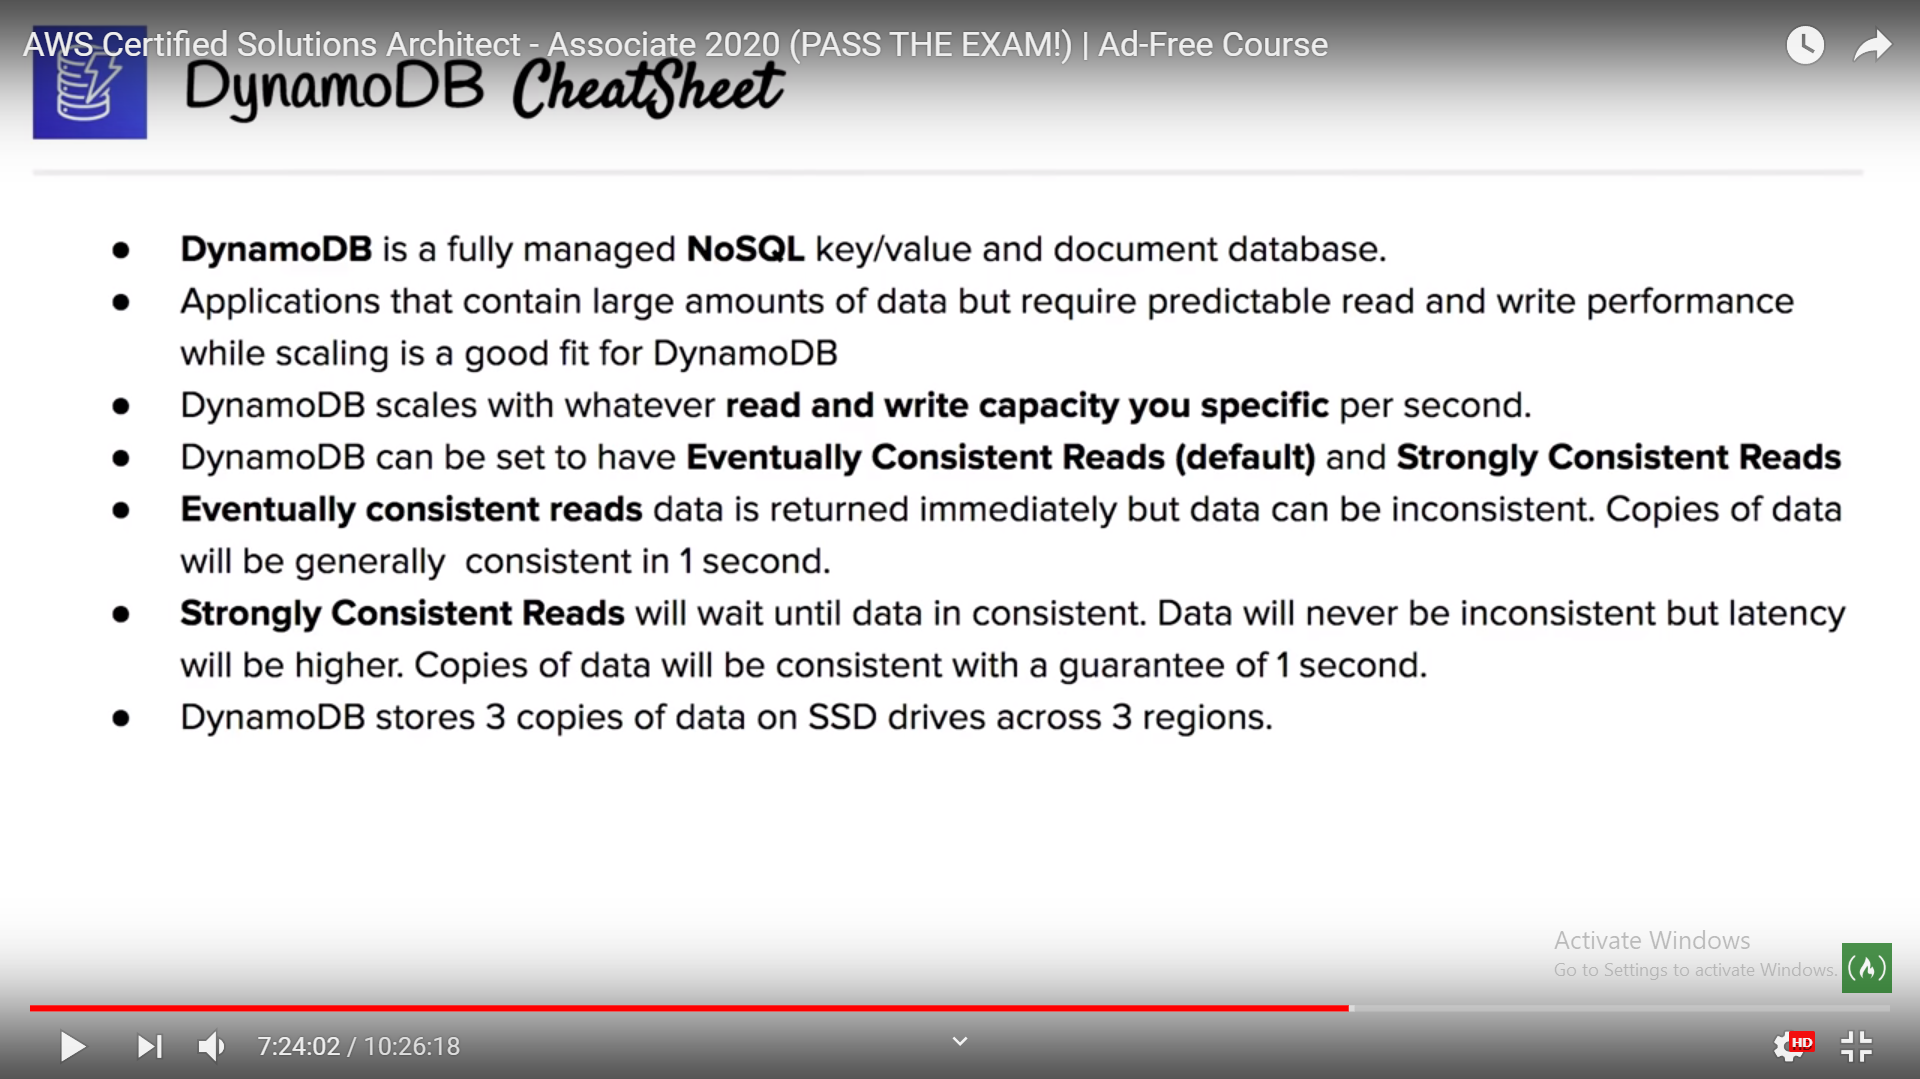 AWS Certified Solutions Architect - Associate 2020 (PASS THE EXAM!) | Ad-Free Course
DynamoDB CheatSheet
● DynamoDB is a fully managed NoSQL key/value and document database.
● Applications that contain large amounts of data but require predictable read and write performance
while scaling is a good fit for DynamoDB
● DynamoDB scales with whatever read and write capacity you specific per second.
● DynamoDB can be set to have Eventually Consistent Reads (default) and Strongly Consistent Reads
● Eventually consistent reads data is returned immediately but data can be inconsistent. Copies of data
will be generally consistent in 1 second.
● Strongly Consistent Reads will wait until data in consistent. Data will never be inconsistent but latency
will be higher. Copies of data will be consistent with a guarantee of 1 second.
● DynamoDB stores 3 copies of data on SSD drives across 3 regions.
Activate Windows
Go to Settings to activate Windows.
7:24:02 / 10:26:18
HD